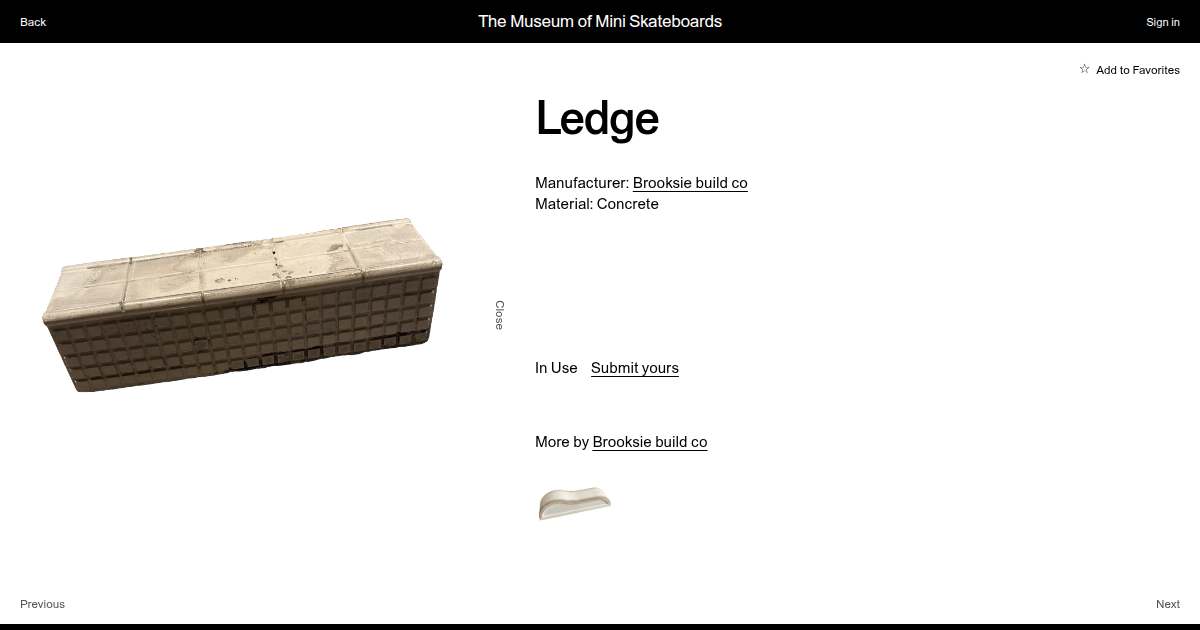 Back
The Museum of Mini Skateboards
Sign in
☆ Add to Favorites
Ledge
Manufacturer: Brooksie build co
Material: Concrete
Close
In Use Submit yours
More by Brooksie build co
Previous
Next